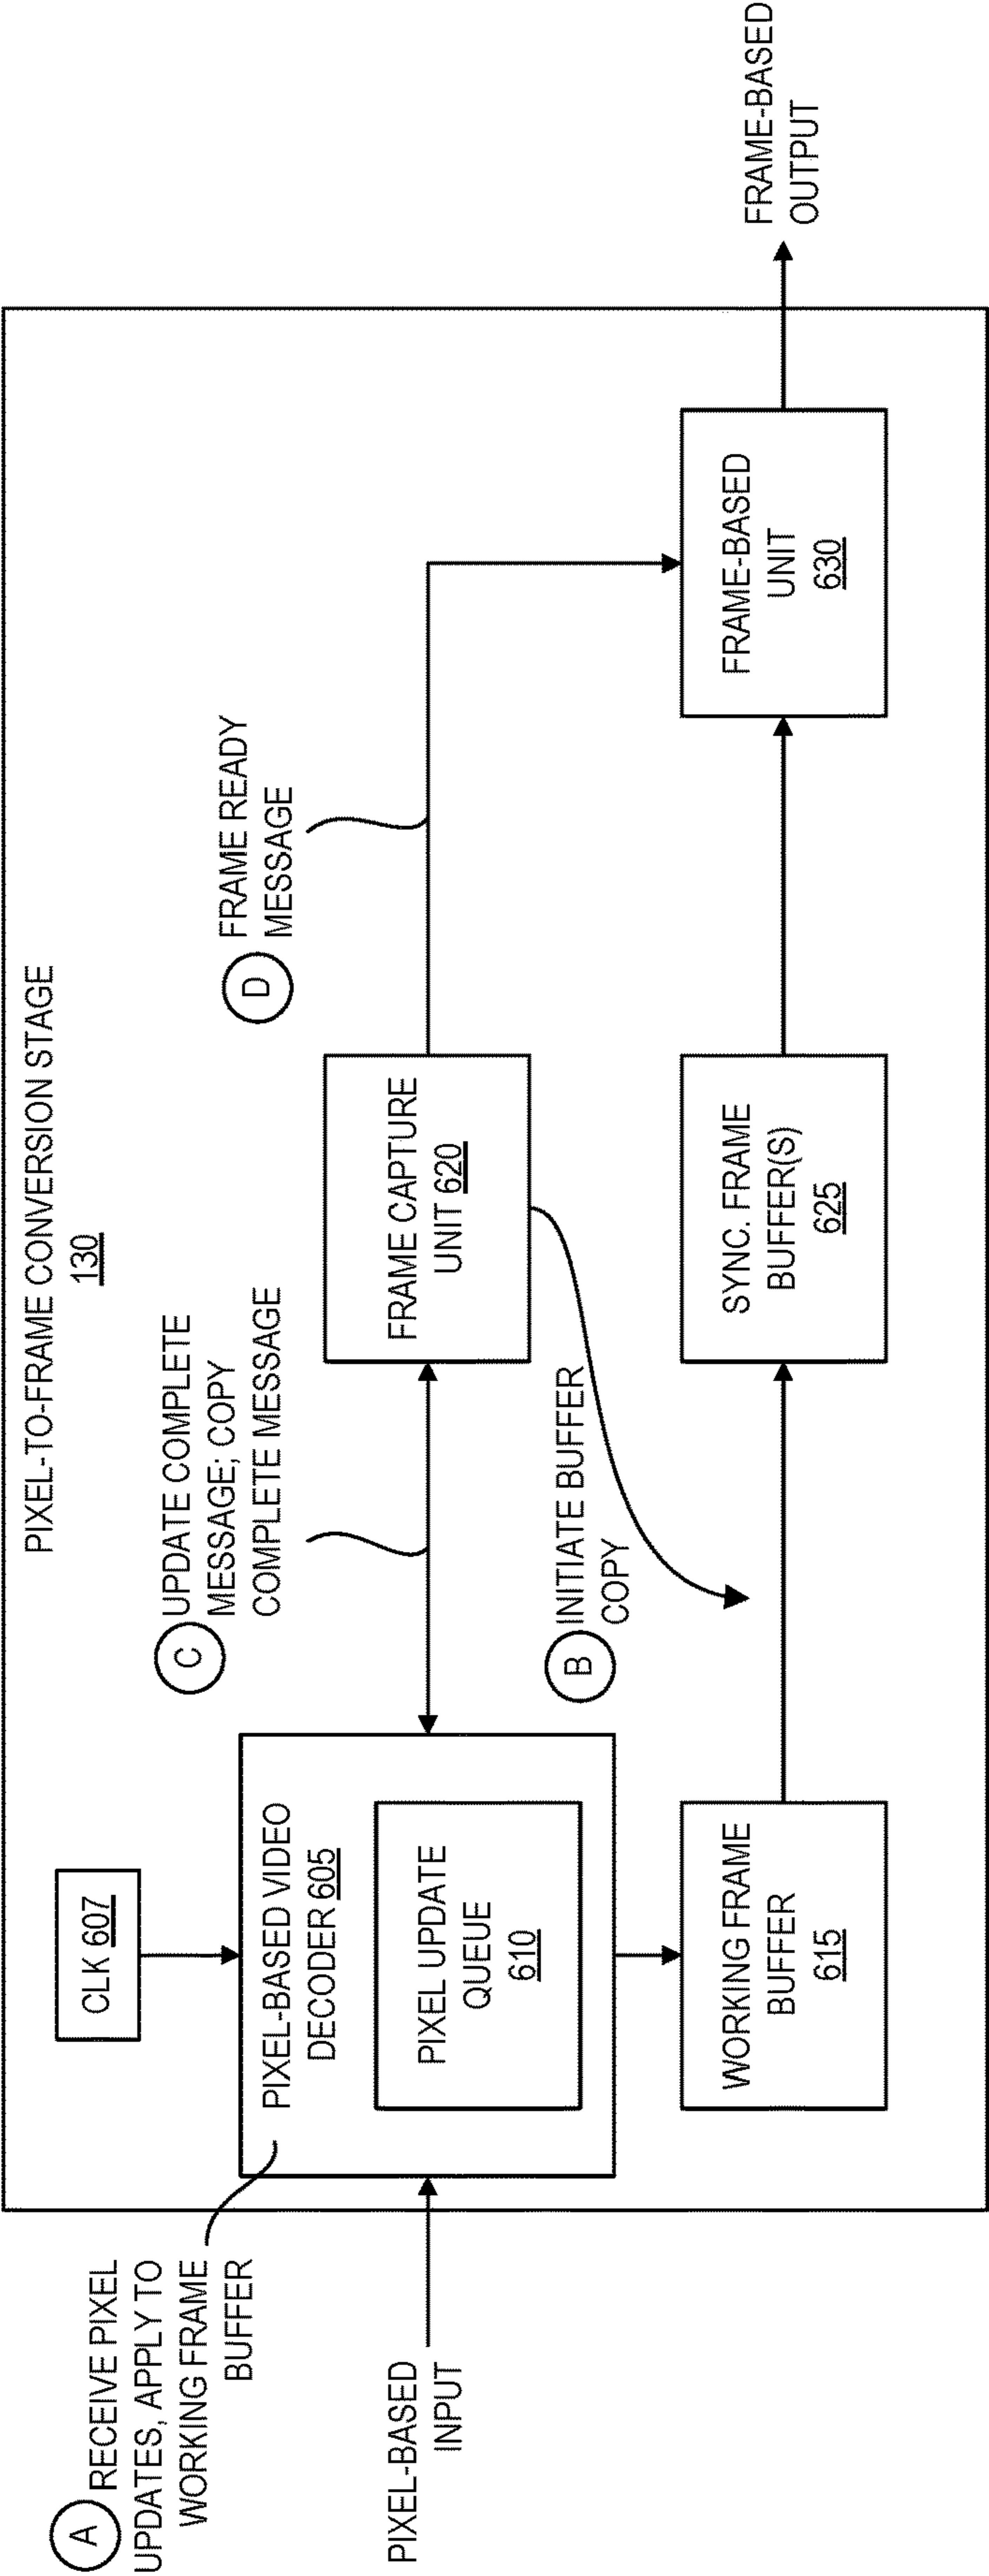 PIXEL-TO-FRAME CONVERSION STAGE
130
A
RECEIVE PIXEL
UPDATES, APPLY TO
WORKING FRAME
BUFFER
PIXEL-BASED
INPUT
CLK 607
PIXEL-BASED VIDEO
DECODER 605
PIXEL UPDATE
QUEUE
610
WORKING FRAME
BUFFER
615
C
UPDATE COMPLETE
MESSAGE; COPY
COMPLETE MESSAGE
B
INITIATE BUFFER
COPY
FRAME CAPTURE
UNIT 620
SYNC. FRAME
BUFFER(S)
625
D
FRAME READY
MESSAGE
FRAME-BASED
UNIT
630
FRAME-BASED
OUTPUT